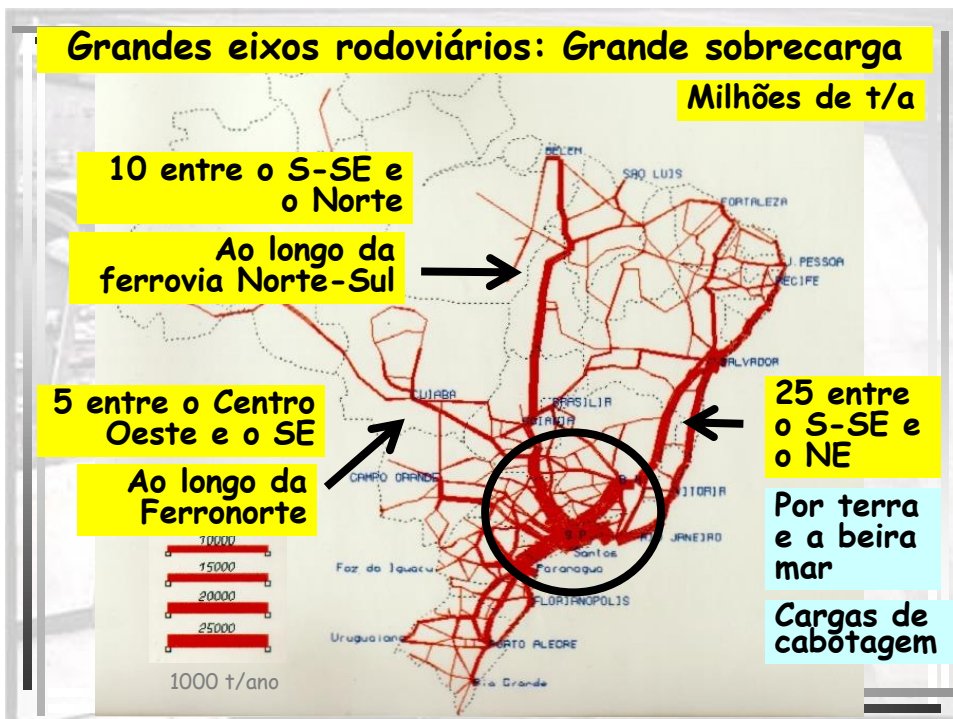 Grandes eixos rodoviários: Grande sobrecarga
Milhões de t/a
10 entre o S-SE e
o Norte
Ao longo da
ferrovia Norte-Sul
5 entre o Centro
Oeste e o SE
Ao longo da
Ferronorte
25 entre
o S-SE e
o NE
Por terra
e a beira
mar
Cargas de
cabotagem
BELEM
SAO LUIS
FORTALEZA
J.PESSOA
RECIFE
SALVADOR
CUIABA
BRASILIA
GOIANIA
CAMPO GRANDE
VITORIA
S.P.
RIO JANEIRO
Santos
Paranagua
Foz do Iguacu
FLORIANOPOLIS
Uruguaiana
PORTO ALEGRE
Rio Grande
10000
15000
20000
25000
1000 t/ano